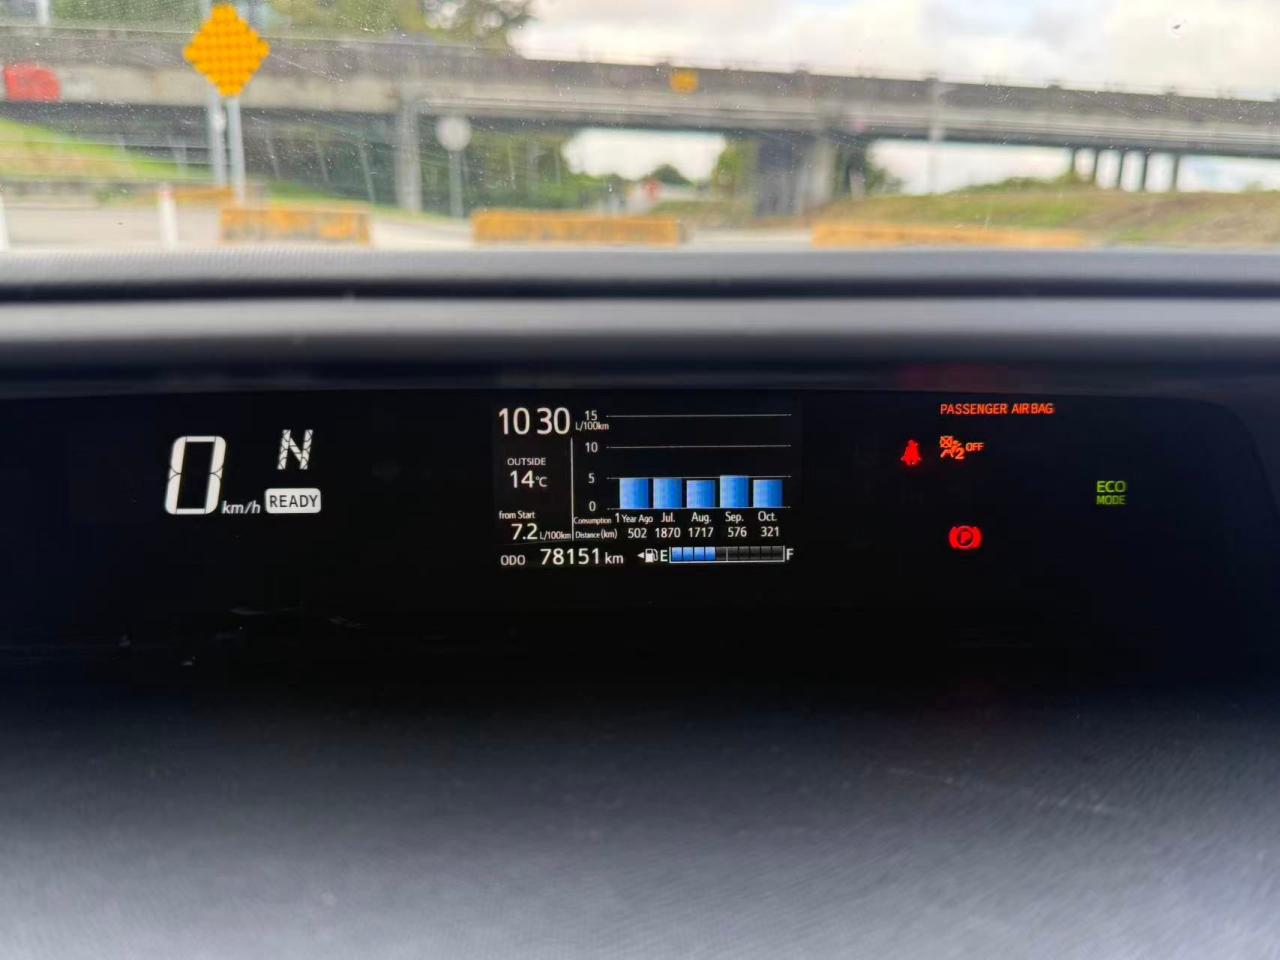 0 km/h
N
READY
10 30
OUTSIDE
14°C
from Start
7.2 L/100km
15
L/100km
10
5
0
Consumption 1 Year Ago Jul. Aug. Sep. Oct.
Distance (km) 502 1870 1717 576 321
ODO 78151 km
E F
PASSENGER AIRBAG
2 OFF
P
ECO
MODE